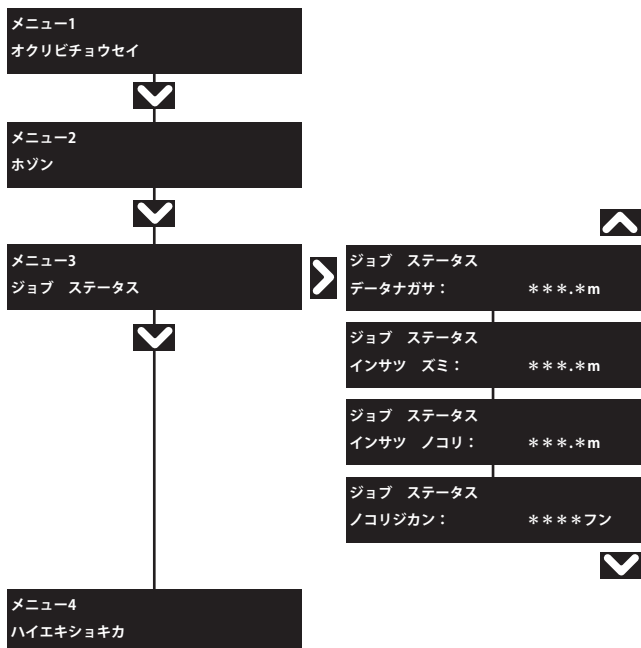 メニュー1
オクリビチョウセイ
メニュー2
ホゾン
メニュー3
ジョブ　ステータス
ジョブ　ステータス
データナガサ：　＊＊＊.＊m
ジョブ　ステータス
インサツ　ズミ：　＊＊＊.＊m
ジョブ　ステータス
インサツ　ノコリ：　＊＊＊.＊m
ジョブ　ステータス
ノコリジカン：　＊＊＊＊フン
メニュー4
ハイエキショキカ